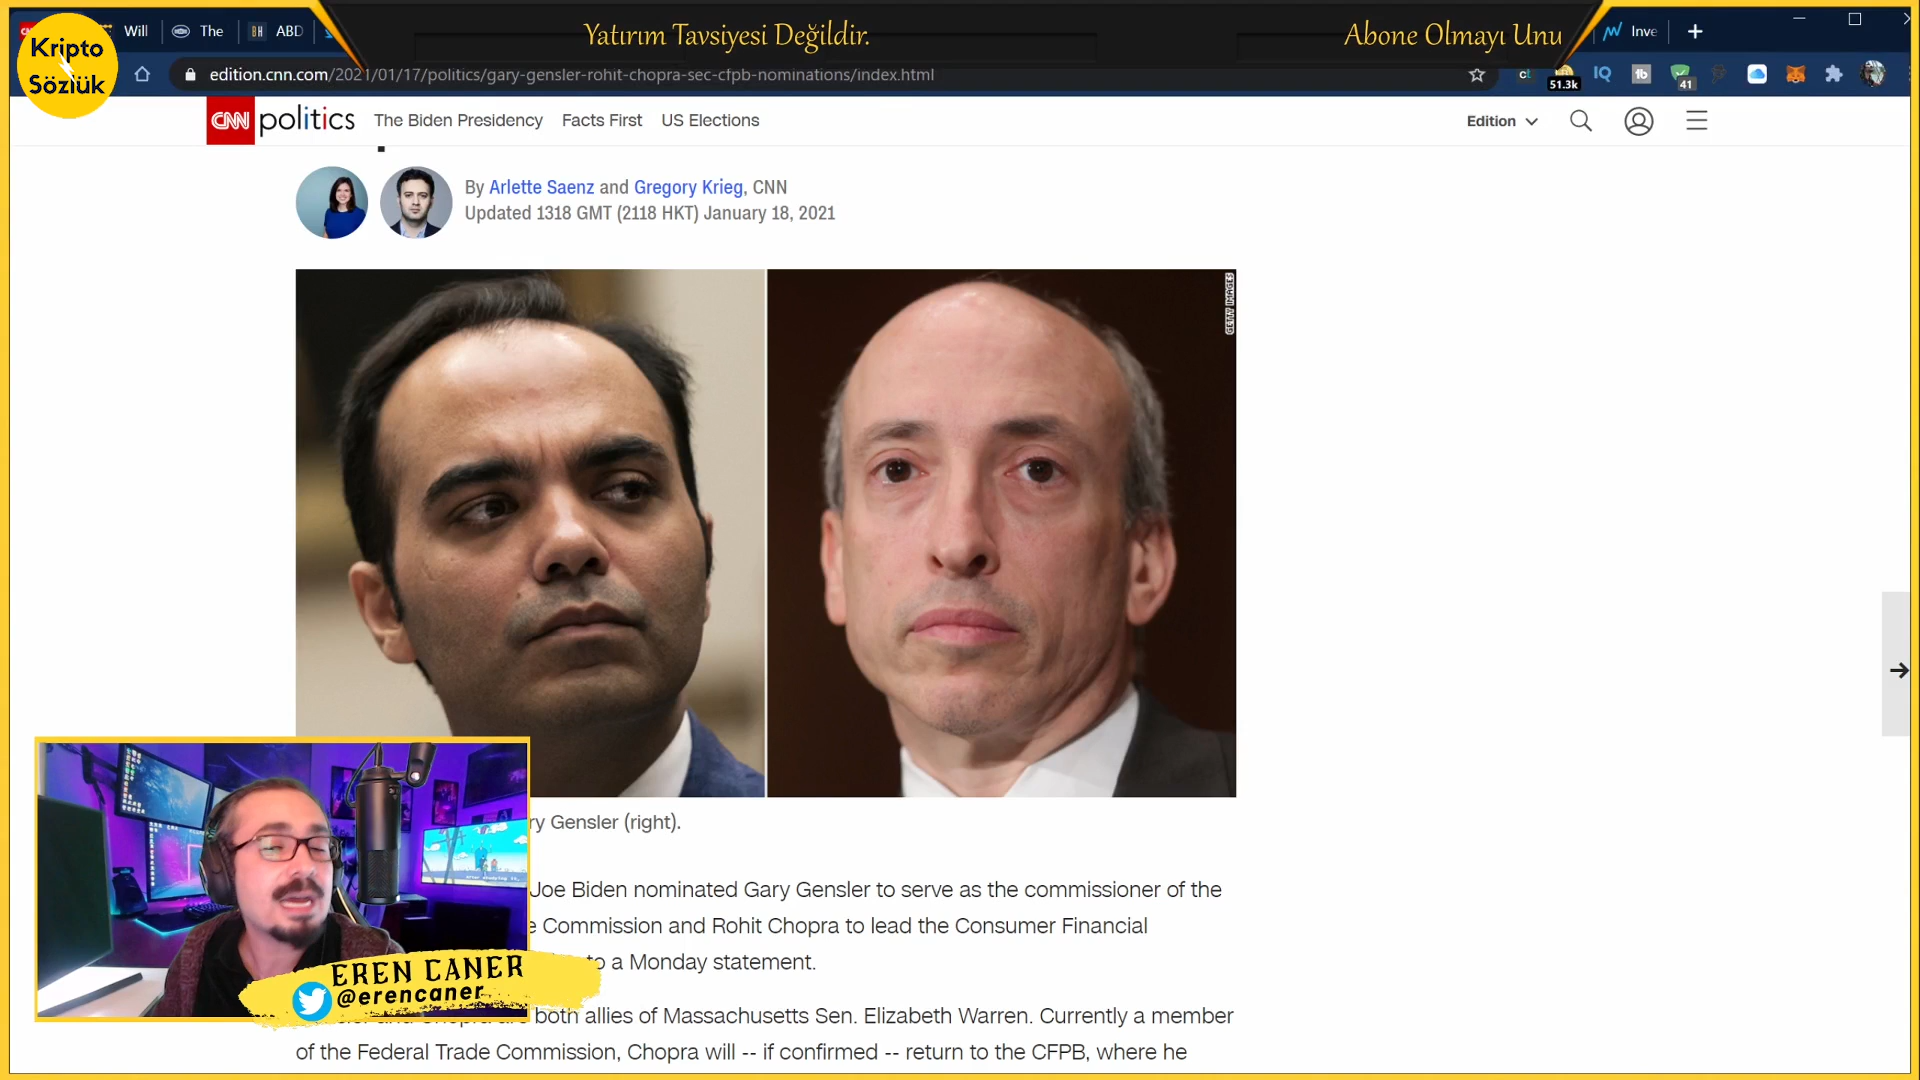 Yatırım Tavsiyesi Değildir.
Abone Olmayı Unu
Kripto
Sözlük
Will
The
BH
ABD
Inve
edition.cnn.com/2021/01/17/politics/gary-gensler-rohit-chopra-sec-cfpb-nominations/index.html
51.3k
IQ
tb
41
CNN politics
The Biden Presidency
Facts First
US Elections
Edition
By Arlette Saenz and Gregory Krieg, CNN
Updated 1318 GMT (2118 HKT) January 18, 2021
GETTY IMAGES
ry Gensler (right).
Joe Biden nominated Gary Gensler to serve as the commissioner of the
e Commission and Rohit Chopra to lead the Consumer Financial
to a Monday statement.
both allies of Massachusetts Sen. Elizabeth Warren. Currently a member
of the Federal Trade Commission, Chopra will -- if confirmed -- return to the CFPB, where he
EREN CANER
@erencaner